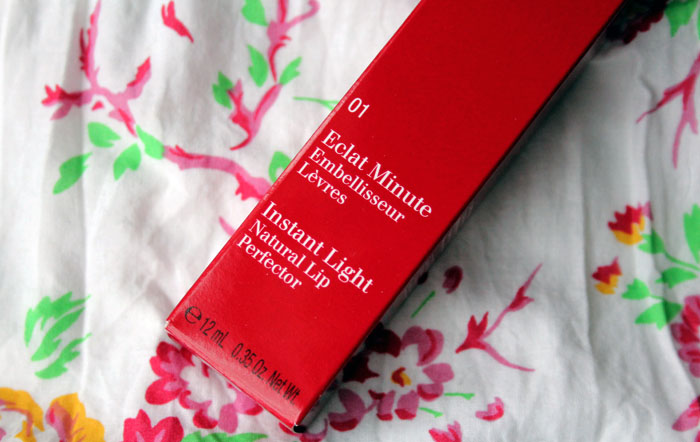 01
Eclat Minute
Embellisseur
Lèvres
Instant Light
Natural Lip
Perfector
℮ 12 mL 0.35 Oz. Net Wt.